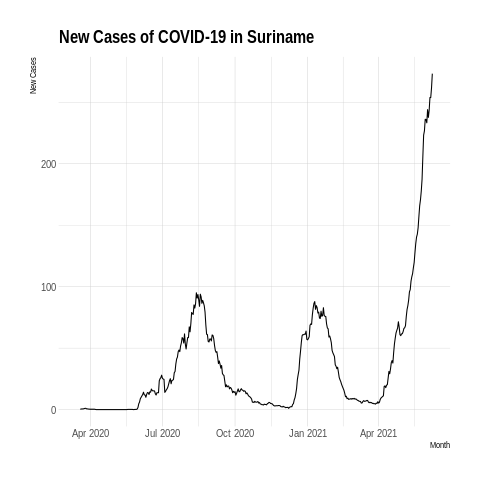 New Cases of COVID-19 in Suriname
New Cases
200
100
0
Apr 2020 Jul 2020 Oct 2020 Jan 2021 Apr 2021
Month